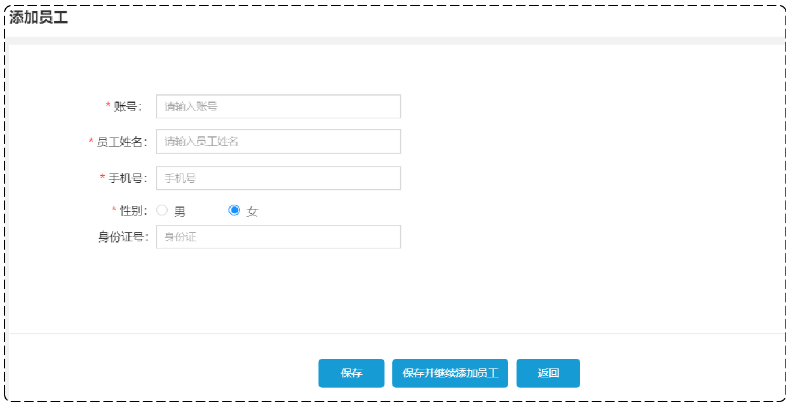 添加员工
* 账号: 请输入账号
* 员工姓名: 请输入员工姓名
* 手机号: 手机号
* 性别: 男 女
身份证号: 身份证
保存 保存并继续添加员工 返回